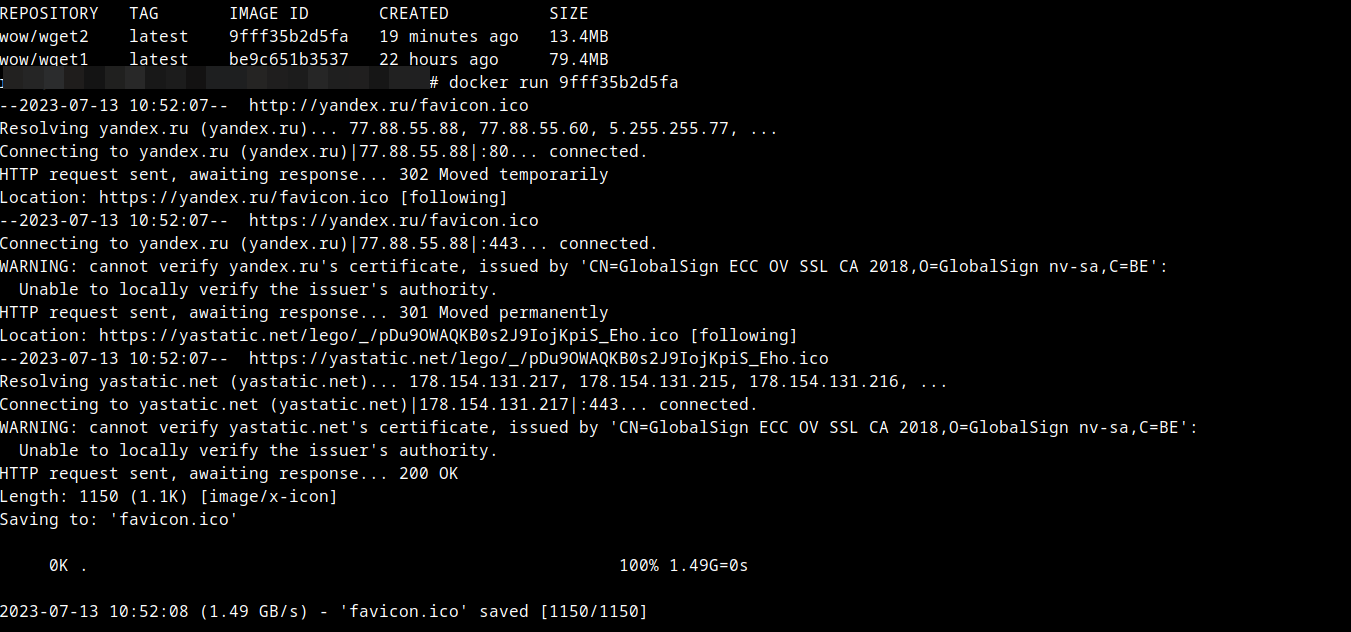 REPOSITORY   TAG       IMAGE ID       CREATED          SIZE
wow/wget2    latest    9fff35b2d5fa   19 minutes ago   13.4MB
wow/wget1    latest    be9c651b3537   22 hours ago     79.4MB
# docker run 9fff35b2d5fa
--2023-07-13 10:52:07--  http://yandex.ru/favicon.ico
Resolving yandex.ru (yandex.ru)... 77.88.55.88, 77.88.55.60, 5.255.255.77, ...
Connecting to yandex.ru (yandex.ru)|77.88.55.88|:80... connected.
HTTP request sent, awaiting response... 302 Moved temporarily
Location: https://yandex.ru/favicon.ico [following]
--2023-07-13 10:52:07--  https://yandex.ru/favicon.ico
Connecting to yandex.ru (yandex.ru)|77.88.55.88|:443... connected.
WARNING: cannot verify yandex.ru's certificate, issued by 'CN=GlobalSign ECC OV SSL CA 2018,O=GlobalSign nv-sa,C=BE':
  Unable to locally verify the issuer's authority.
HTTP request sent, awaiting response... 301 Moved permanently
Location: https://yastatic.net/lego/_/pDu9OWAQKB0s2J9IojKpiS_Eho.ico [following]
--2023-07-13 10:52:07--  https://yastatic.net/lego/_/pDu9OWAQKB0s2J9IojKpiS_Eho.ico
Resolving yastatic.net (yastatic.net)... 178.154.131.217, 178.154.131.215, 178.154.131.216, ...
Connecting to yastatic.net (yastatic.net)|178.154.131.217|:443... connected.
WARNING: cannot verify yastatic.net's certificate, issued by 'CN=GlobalSign ECC OV SSL CA 2018,O=GlobalSign nv-sa,C=BE':
  Unable to locally verify the issuer's authority.
HTTP request sent, awaiting response... 200 OK
Length: 1150 (1.1K) [image/x-icon]
Saving to: 'favicon.ico'
     0K .                                                     100% 1.49G=0s
2023-07-13 10:52:08 (1.49 GB/s) - 'favicon.ico' saved [1150/1150]